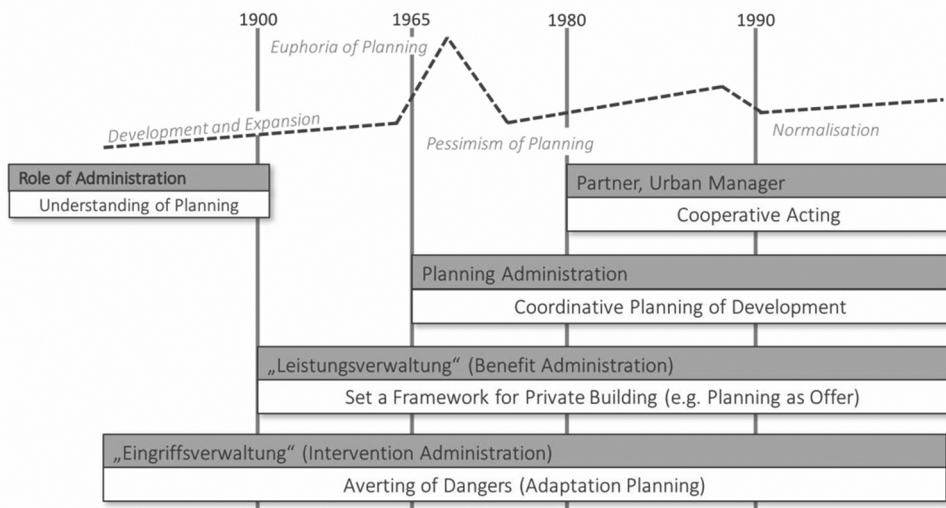 1900
1965
1980
1990
Euphoria of Planning
Development and Expansion
Pessimism of Planning
Normalisation
Role of Administration
Understanding of Planning
Partner, Urban Manager
Cooperative Acting
Planning Administration
Coordinative Planning of Development
„Leistungsverwaltung“ (Benefit Administration)
Set a Framework for Private Building (e.g. Planning as Offer)
„Eingriffsverwaltung“ (Intervention Administration)
Averting of Dangers (Adaptation Planning)